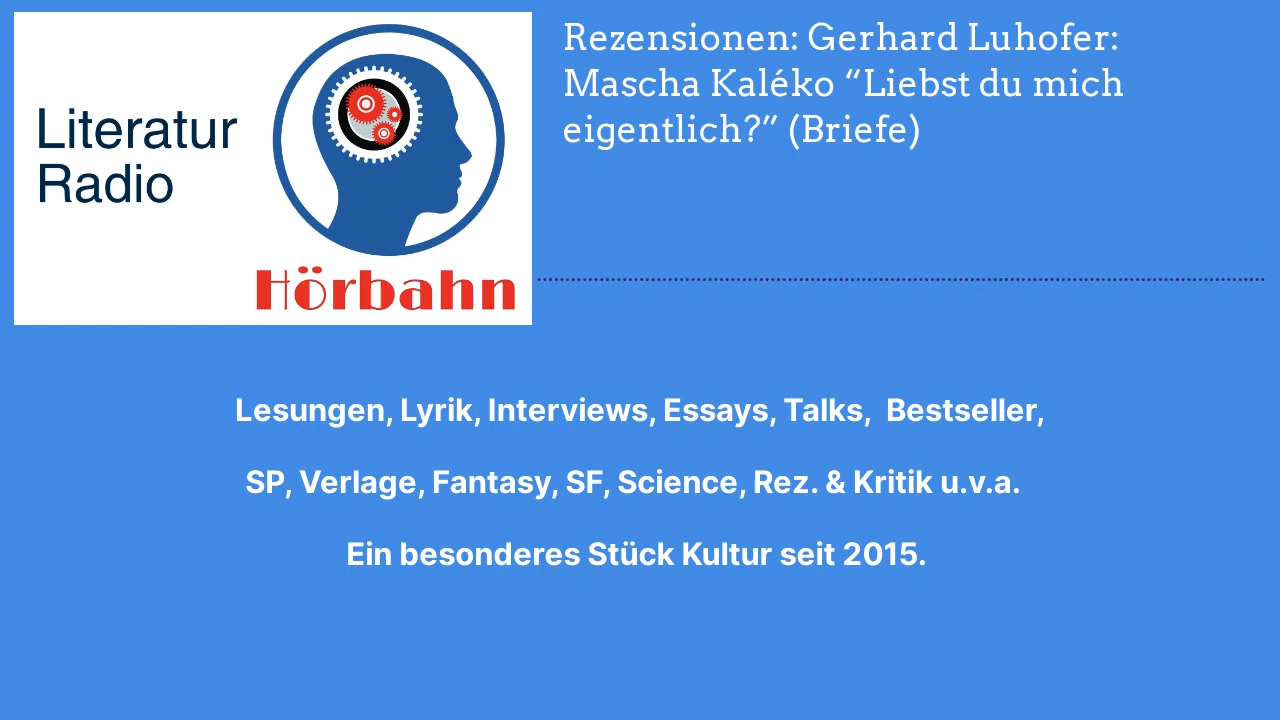 Literatur
Radio
Hörbahn
Rezensionen: Gerhard Luhofer:
Mascha Kaléko “Liebst du mich
eigentlich?” (Briefe)
Lesungen, Lyrik, Interviews, Essays, Talks,  Bestseller,
SP, Verlage, Fantasy, SF, Science, Rez. & Kritik u.v.a.
Ein besonderes Stück Kultur seit 2015.